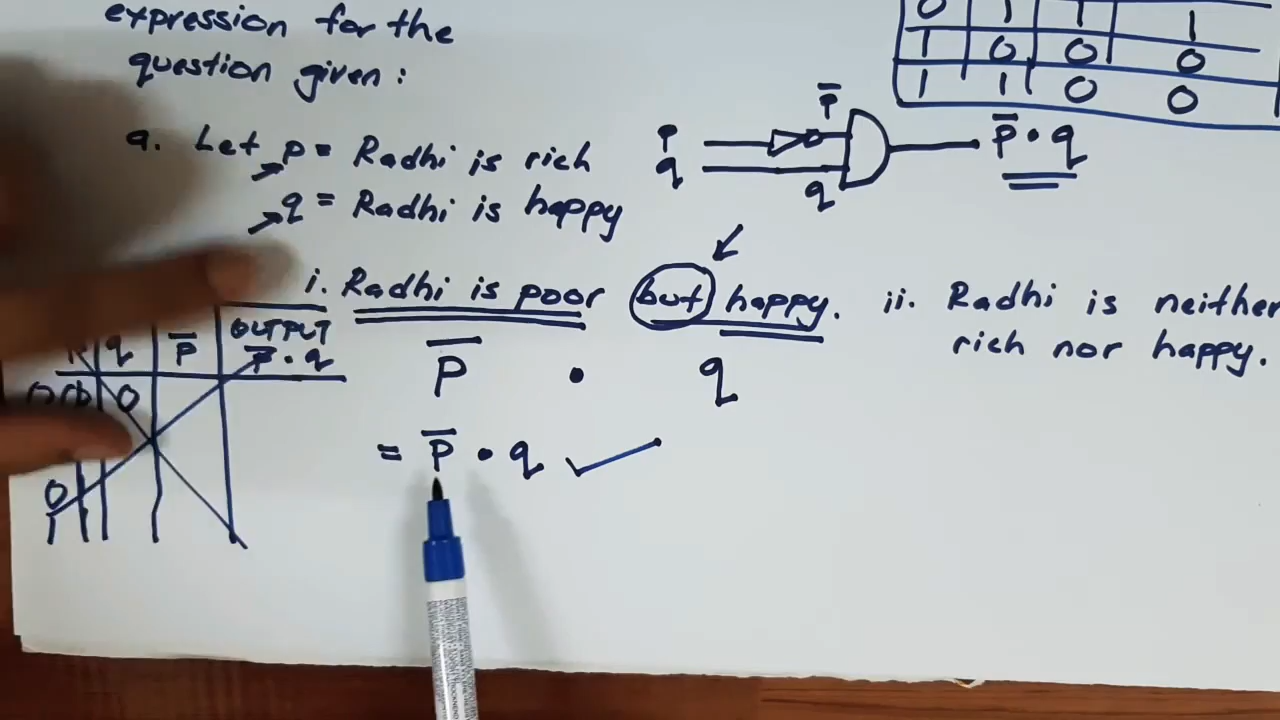 expression for the
question given :
a. Let p = Radhi is rich
q = Radhi is happy
i. Radhi is poor but happy.
P̅ • q
= P̅ • q
ii. Radhi is neither
rich nor happy.
0 1 1 1
1 0 0 0
1 1 0 0
p̅
p
q
q
p̅ • q
q p̅ OUTPUT
p̅ • q
0
0